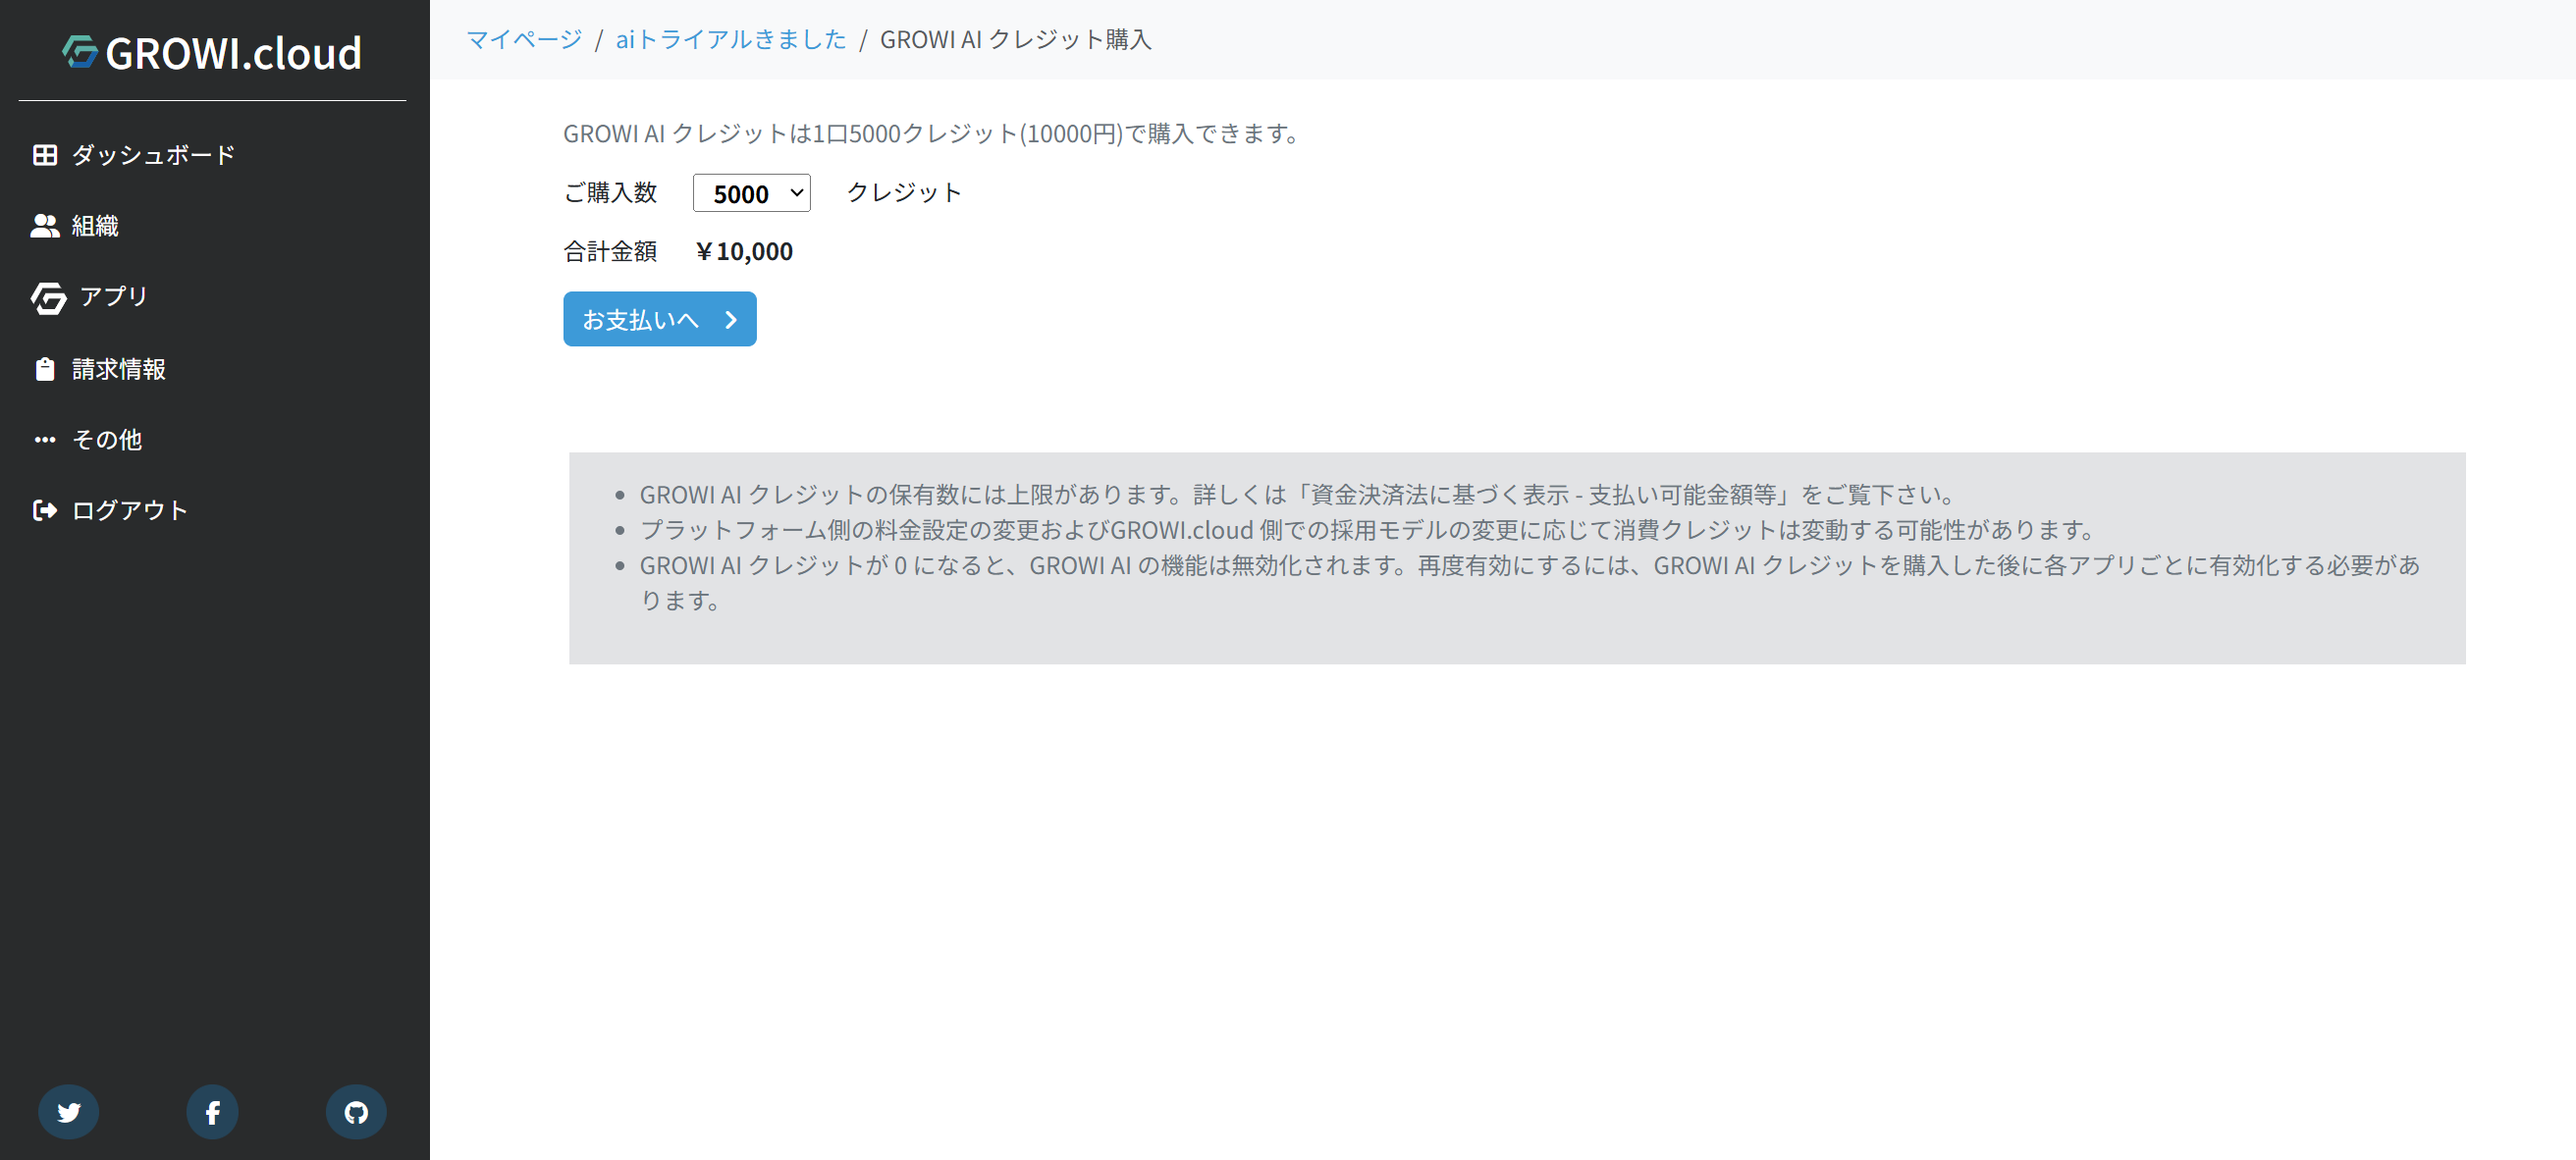 GROWI.cloud
ダッシュボード
組織
アプリ
請求情報
その他
ログアウト
マイページ / aiトライアルきました / GROWI AI クレジット購入
GROWI AI クレジットは1口5000クレジット(10000円)で購入できます。
ご購入数 5000 クレジット
合計金額 ￥10,000
お支払いへ
GROWI AI クレジットの保有数には上限があります。詳しくは「資金決済法に基づく表示 - 支払い可能金額等」をご覧下さい。
プラットフォーム側の料金設定の変更およびGROWI.cloud 側での採用モデルの変更に応じて消費クレジットは変動する可能性があります。
GROWI AI クレジットが 0 になると、GROWI AI の機能は無効化されます。再度有効にするには、GROWI AI クレジットを購入した後に各アプリごとに有効化する必要があ
ります。